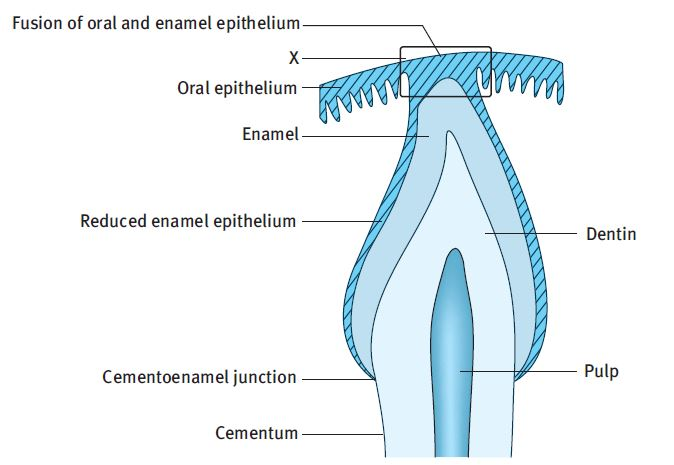 Fusion of oral and enamel epithelium
X
Oral epithelium
Enamel
Reduced enamel epithelium
Dentin
Cementoenamel junction
Pulp
Cementum